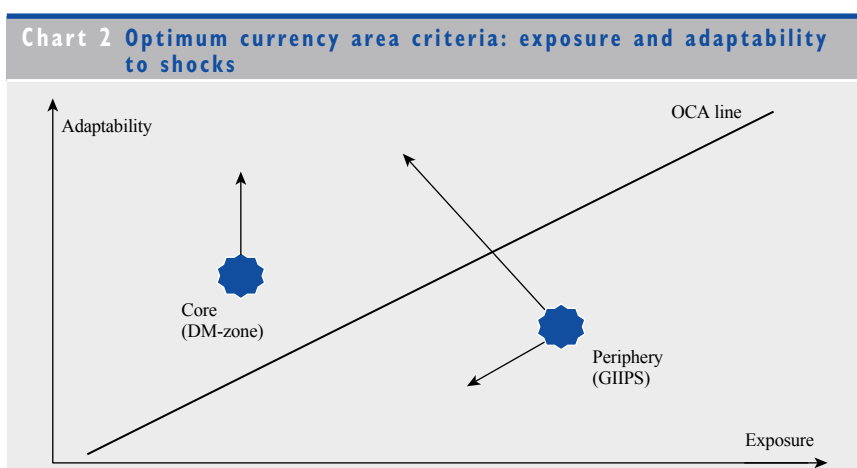 Chart 2 Optimum currency area criteria: exposure and adaptability
to shocks
Adaptability
OCA line
Core
(DM-zone)
Periphery
(GIIPS)
Exposure